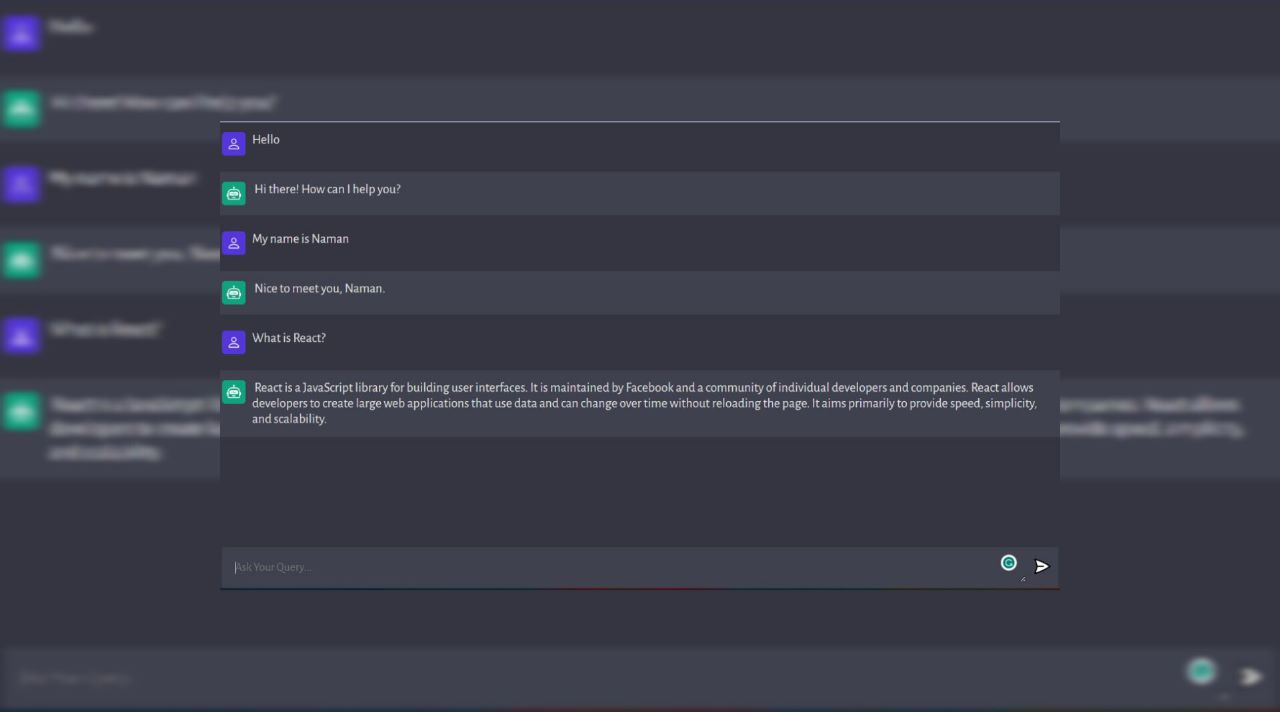 Hello
Hi there! How can I help you?
My name is Naman
Nice to meet you, Naman.
What is React?
React is a JavaScript library for building user interfaces. It is maintained by Facebook and a community of individual developers and companies. React allows
developers to create large web applications that use data and can change over time without reloading the page. It aims primarily to provide speed, simplicity,
and scalability.
Ask Your Query...